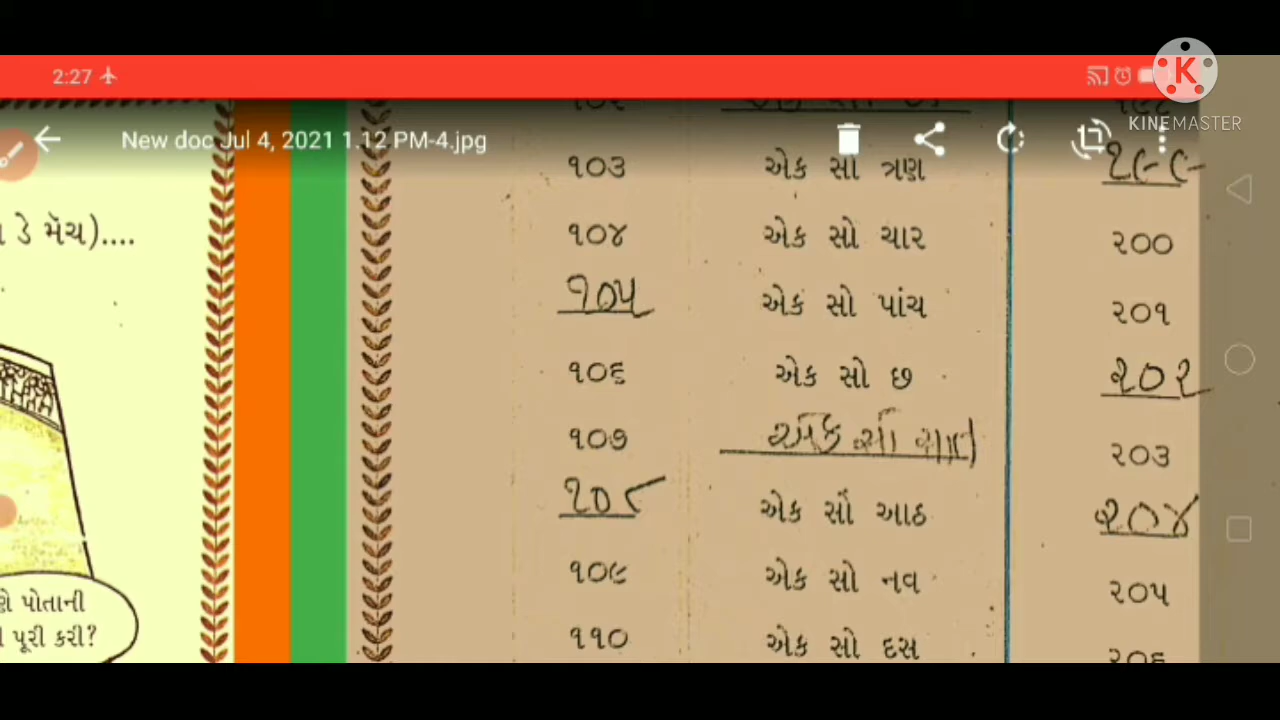 2:27
KINEMASTER
New doc Jul 4, 2021 1.12 PM-4.jpg
ડે મૅચ)....
પોતાની
પૂરી કરી?
૧૦૩ એક સો ત્રણ ૧૯૯
૧૦૪ એક સો ચાર ૨૦૦
૧૦૫ એક સો પાંચ ૨૦૧
૧૦૬ એક સો છ ૨૦૨
૧૦૭ એક સો સાત ૨૦૩
૧૦૮ એક સો આઠ ૨૦૪
૧૦૯ એક સો નવ ૨૦૫
૧૧૦ એક સો દસ ૨૦૬